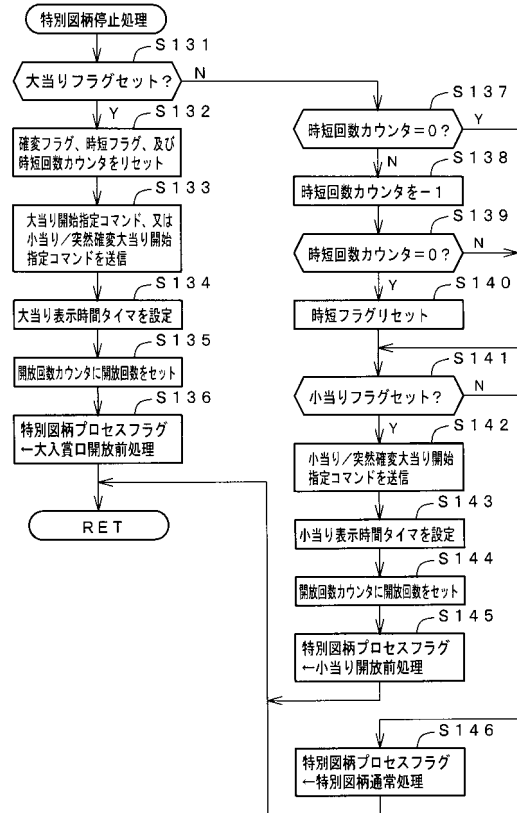 特別図柄停止処理
S131
大当りフラグセット?
N
Y
S132
確変フラグ、時短フラグ、及び
時短回数カウンタをリセット
S133
大当り開始指定コマンド、又は
小当り/突然確変大当り開始
指定コマンドを送信
S134
大当り表示時間タイマを設定
S135
開放回数カウンタに開放回数をセット
S136
特別図柄プロセスフラグ
←大入賞口開放前処理
RET
S137
時短回数カウンタ=0?
Y
N
S138
時短回数カウンタを-1
S139
時短回数カウンタ=0?
N
Y
S140
時短フラグリセット
S141
小当りフラグセット?
N
Y
S142
小当り/突然確変大当り開始
指定コマンドを送信
S143
小当り表示時間タイマを設定
S144
開放回数カウンタに開放回数をセット
S145
特別図柄プロセスフラグ
←小当り開放前処理
S146
特別図柄プロセスフラグ
←特別図柄通常処理